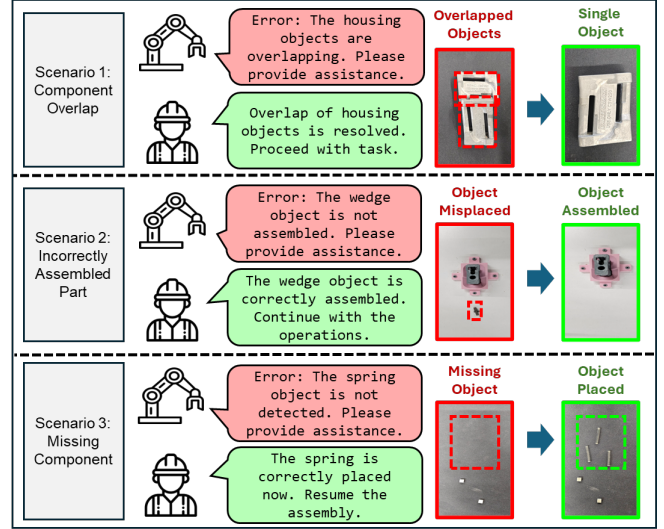 Scenario 1:
Component
Overlap
Error: The housing
objects are
overlapping. Please
provide assistance.
Overlap of housing
objects is resolved.
Proceed with task.
Overlapped
Objects
Single
Object
Scenario 2:
Incorrectly
Assembled
Part
Error: The wedge
object is not
assembled. Please
provide assistance.
The wedge object is
correctly assembled.
Continue with the
operations.
Object
Misplaced
Object
Assembled
Scenario 3:
Missing
Component
Error: The spring
object is not
detected. Please
provide assistance.
The spring is
correctly placed
now. Resume the
assembly.
Missing
Object
Object
Placed